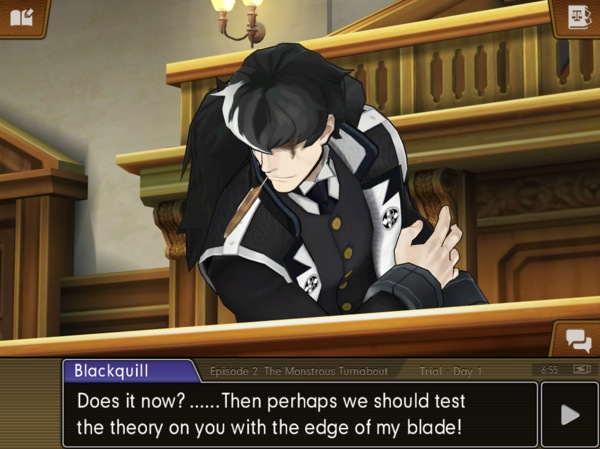 Blackquill
Episode 2 The Monstrous Turnabout
Trial - Day 1
6:55
Does it now? ......Then perhaps we should test
the theory on you with the edge of my blade!